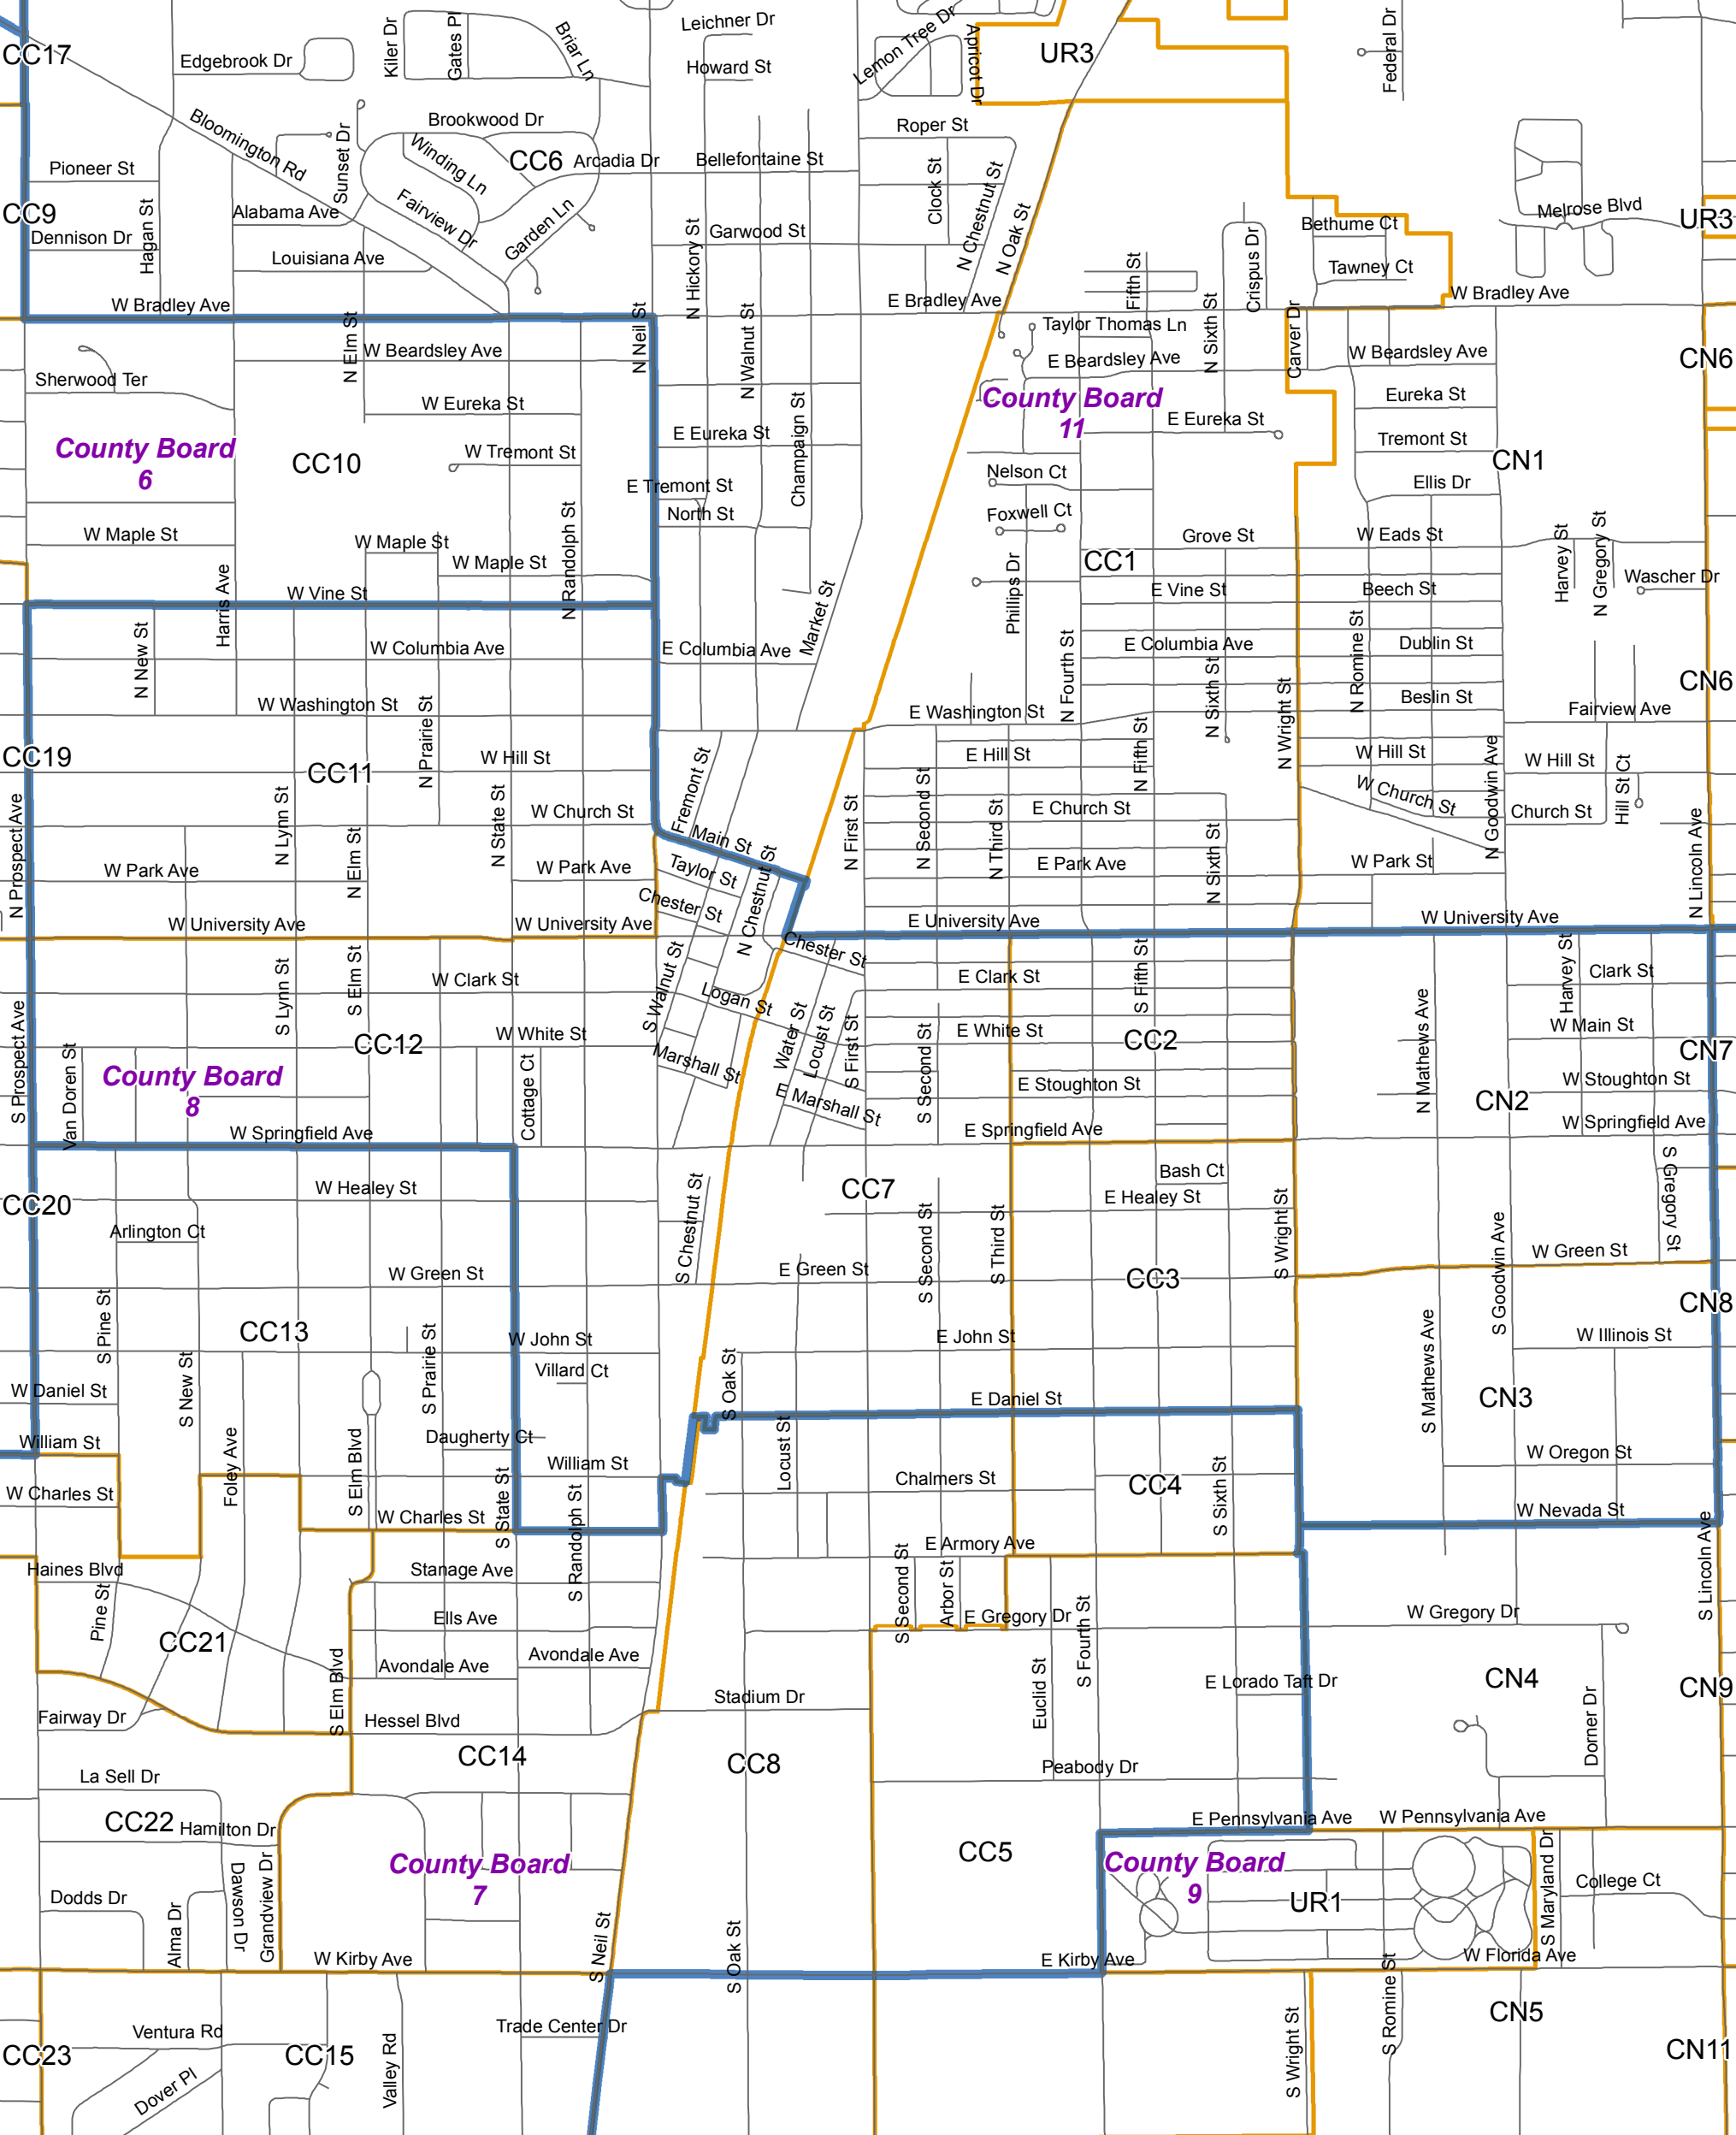 Leichner Dr
Lemon Tree Dr
Apricot Dr
UR3
Federal Dr
CC17
Edgebrook Dr
Kiler Dr
Gates Pl
Briar Ln
Howard St
Bloomington Rd
Sunset Dr
Brookwood Dr
Winding Ln
CC6
Arcadia Dr
Bellefontaine St
Roper St
Clock St
N Chestnut St
N Oak St
Pioneer St
CC9
Hagan St
Alabama Ave
Fairview Dr
Garden Ln
Dennison Dr
Louisiana Ave
Garwood St
N Hickory St
Melrose Blvd
UR3
Bethume Ct
Tawney Ct
Crispus Dr
Fifth St
W Bradley Ave
E Bradley Ave
W Bradley Ave
N Elm St
N Neil St
N Walnut St
Taylor Thomas Ln
N Sixth St
Carver Dr
W Beardsley Ave
E Beardsley Ave
W Beardsley Ave
CN6
Sherwood Ter
W Eureka St
County Board
11
Eureka St
E Eureka St
E Eureka St
Champaign St
County Board
6
CC10
W Tremont St
Tremont St
CN1
E Tremont St
Nelson Ct
Ellis Dr
North St
Foxwell Ct
W Maple St
W Maple St
W Maple St
N Randolph St
Grove St
W Eads St
Harvey St
N Gregory St
CC1
Wascher Dr
Harris Ave
W Vine St
Market St
Phillips Dr
E Vine St
Beech St
N New St
W Columbia Ave
E Columbia Ave
N Fourth St
E Columbia Ave
N Romine St
Dublin St
CN6
N Sixth St
Beslin St
W Washington St
N Prairie St
E Washington St
N Wright St
Fairview Ave
CC19
CC11
W Hill St
Fremont St
E Hill St
N Fifth St
W Hill St
N Goodwin Ave
W Hill St
Hill St Ct
N Prospect Ave
N Lynn St
N State St
W Church St
N First St
N Second St
N Third St
E Church St
W Church St
Church St
N Lincoln Ave
Main St
W Park Ave
N Elm St
W Park Ave
Taylor St
N Chestnut St
E Park Ave
N Sixth St
W Park St
Chester St
W University Ave
W University Ave
E University Ave
W University Ave
S Prospect Ave
S Lynn St
S Elm St
W Clark St
S Walnut St
Chester St
E Clark St
S Fifth St
Harvey St
Clark St
Logan St
Water St
Locust St
S First St
CC12
W White St
E White St
CC2
N Mathews Ave
W Main St
CN7
Van Doren St
County Board
8
Cottage Ct
Marshall St
E Marshall St
S Second St
E Stoughton St
CN2
W Stoughton St
W Springfield Ave
E Springfield Ave
W Springfield Ave
CC20
W Healey St
S Chestnut St
CC7
Bash Ct
E Healey St
S Wright St
S Gregory St
Arlington Ct
S Second St
S Third St
S Goodwin Ave
W Green St
W Green St
E Green St
CC3
S Pine St
CC13
S Prairie St
W John St
E John St
CN8
W Illinois St
S Mathews Ave
W Daniel St
S New St
Villard Ct
S Oak St
E Daniel St
CN3
William St
Foley Ave
S Elm Blvd
Daugherty Ct
Locust St
W Oregon St
W Charles St
S State St
William St
S Randolph St
Chalmers St
CC4
S Sixth St
W Charles St
W Nevada St
E Armory Ave
Haines Blvd
Stanage Ave
S Second St
Arbor St
S Lincoln Ave
Pine St
CC21
Ells Ave
E Gregory Dr
S Fourth St
W Gregory Dr
S Elm Blvd
Avondale Ave
Avondale Ave
Euclid St
E Lorado Taft Dr
CN4
CN9
Fairway Dr
Hessel Blvd
Stadium Dr
Dorner Dr
La Sell Dr
CC14
CC8
Peabody Dr
CC22
Hamilton Dr
E Pennsylvania Ave
W Pennsylvania Ave
Dawson Dr
Grandview Dr
County Board
7
CC5
County Board
9
UR1
S Maryland Dr
College Ct
Dodds Dr
Alma Dr
S Neil St
S Oak St
W Kirby Ave
E Kirby Ave
W Florida Ave
S Romine St
Ventura Rd
CC23
CC15
Valley Rd
Trade Center Dr
S Wright St
CN5
CN11
Dover Pl